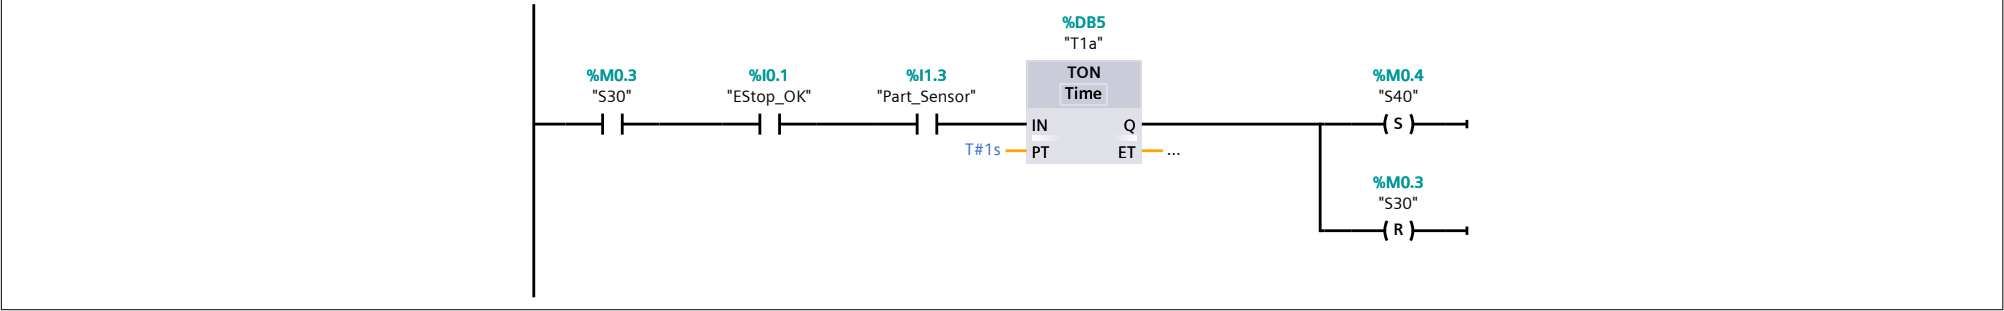 %DB5
"T1a"
%M0.3
"S30"
%I0.1
"EStop_OK"
%I1.3
"Part_Sensor"
TON
Time
%M0.4
"S40"
IN
Q
S
T#1s
PT
ET
...
%M0.3
"S30"
R